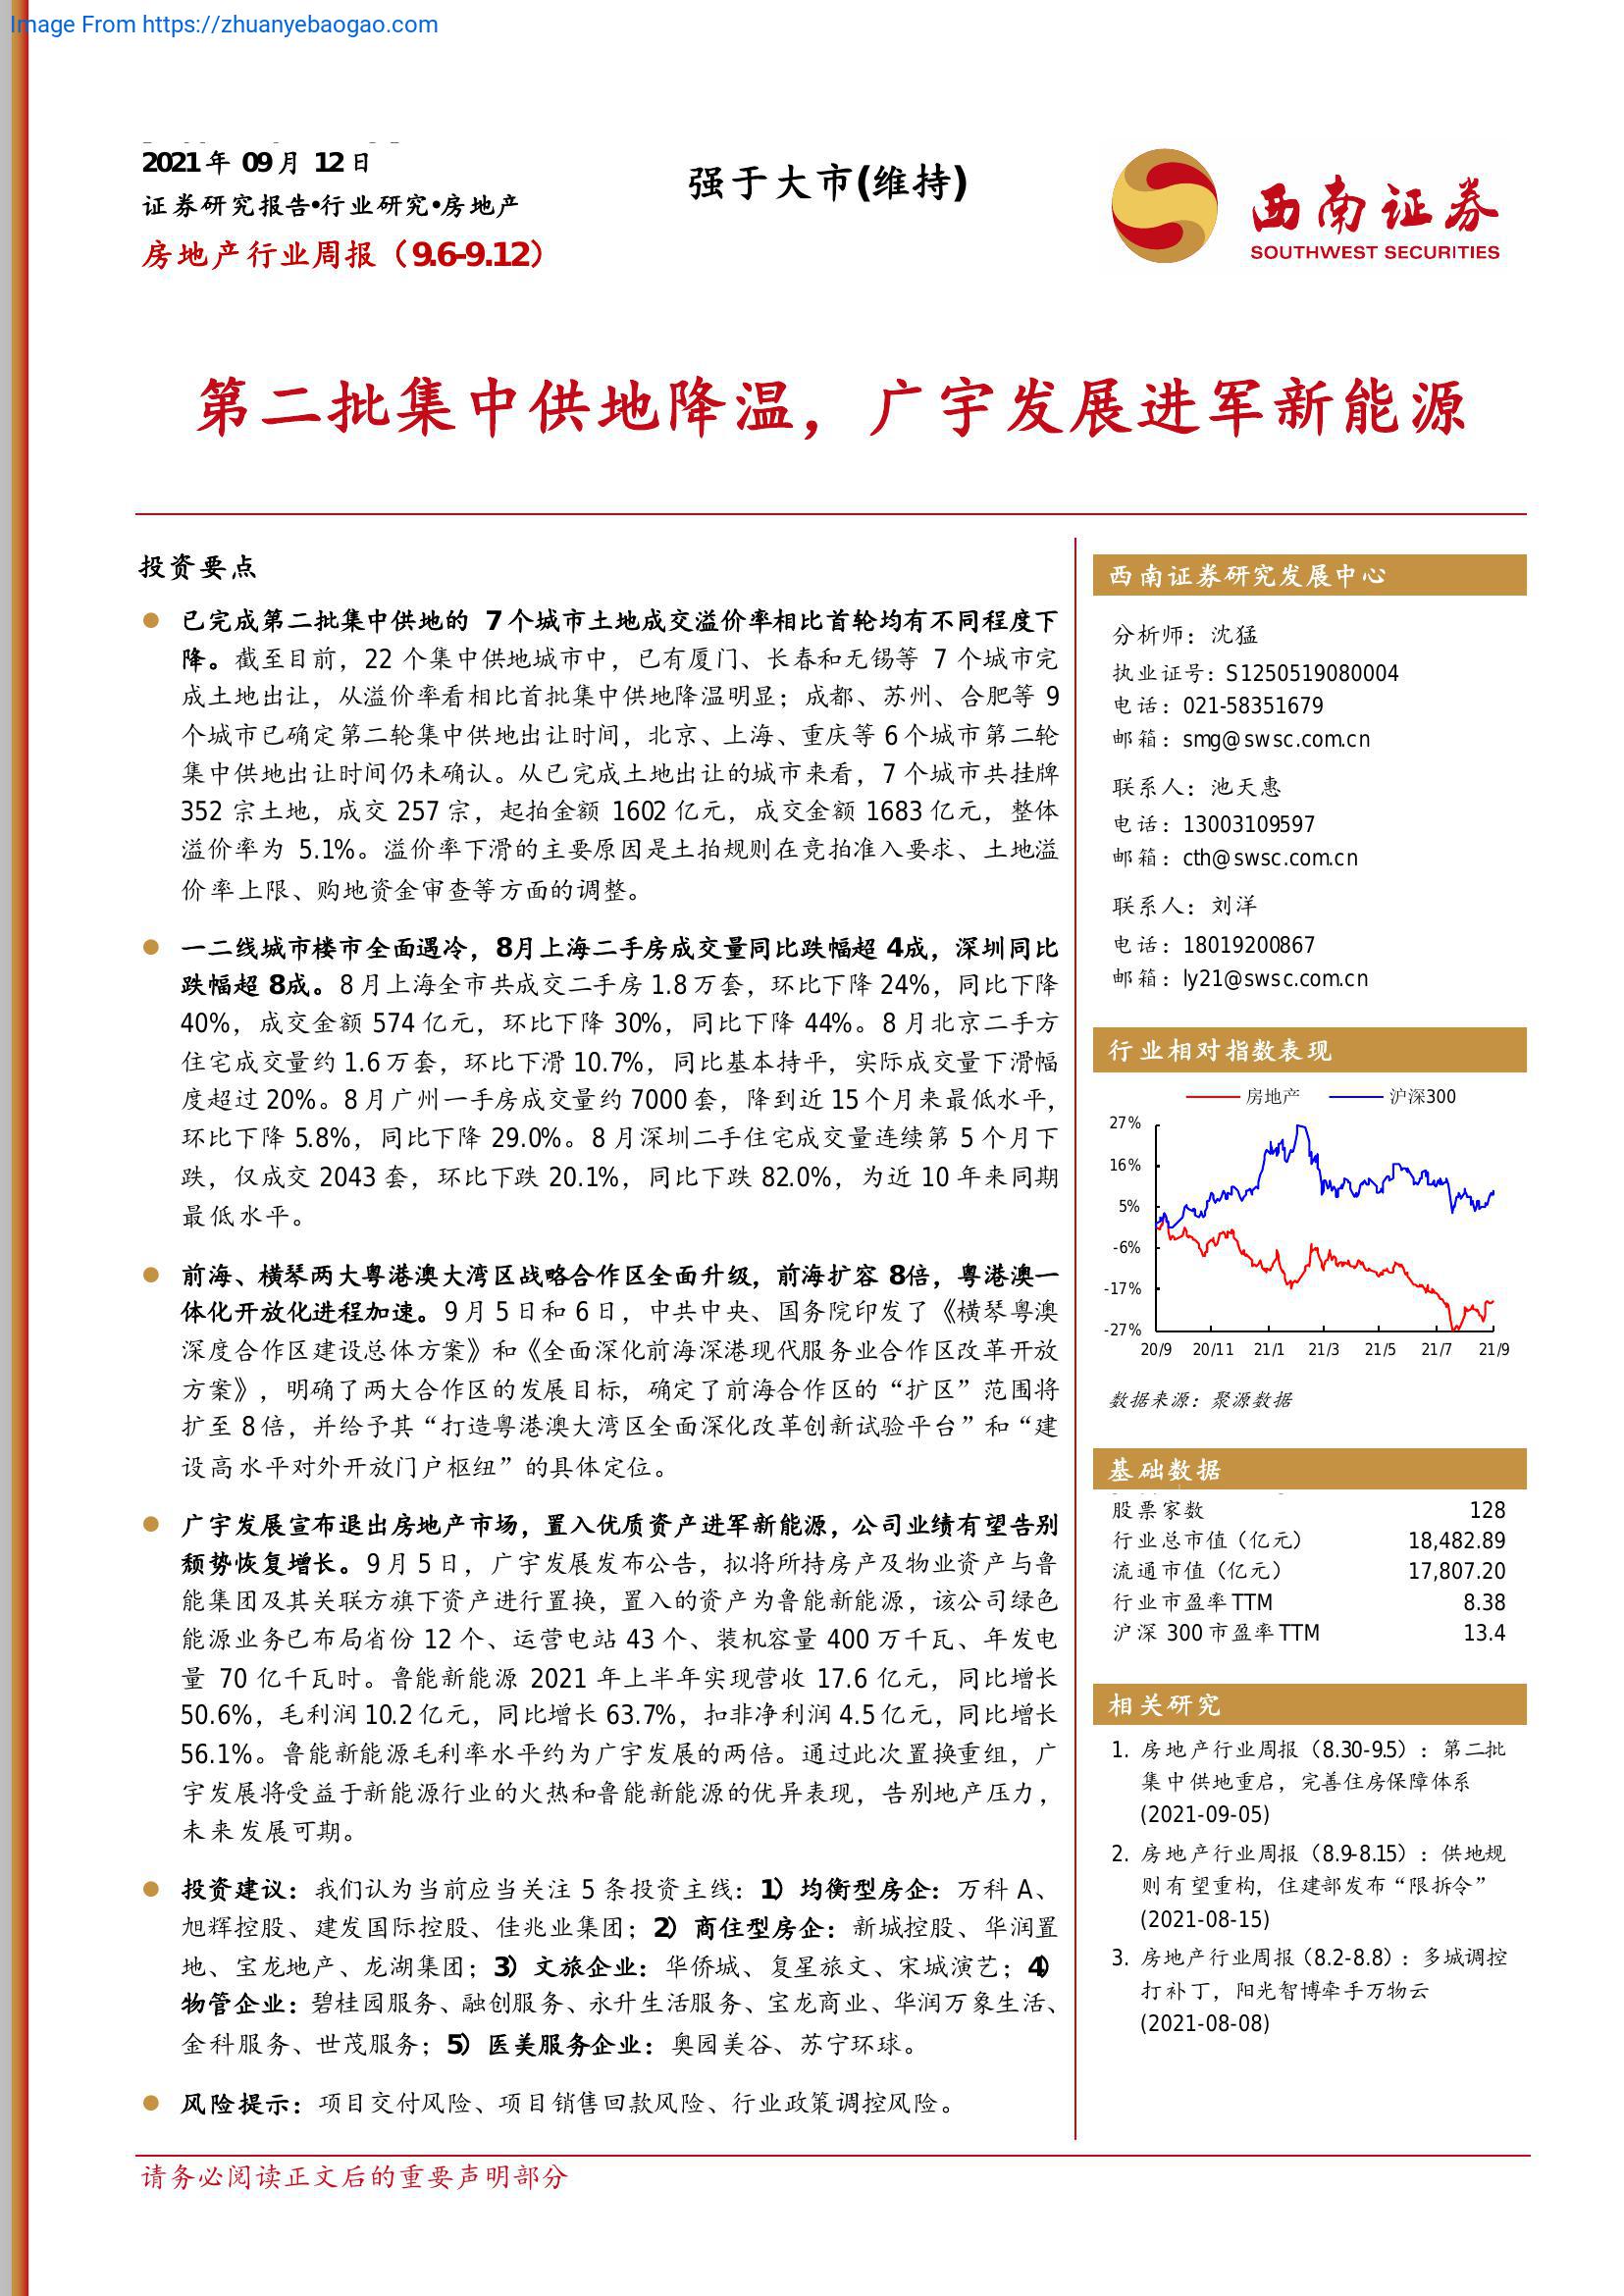 Image From https://zhuanyebaogao.com
2021年 09月 12日
证券研究报告•行业研究•房地产
房地产行业周报（9.6-9.12）
强于大市(维持)
西南证券
SOUTHWEST SECURITIES
第二批集中供地降温，广宇发展进军新能源
投资要点
已完成第二批集中供地的 7个城市土地成交溢价率相比首轮均有不同程度下
降。截至目前，22 个集中供地城市中，已有厦门、长春和无锡等 7 个城市完
成土地出让，从溢价率看相比首批集中供地降温明显；成都、苏州、合肥等 9
个城市已确定第二轮集中供地出让时间，北京、上海、重庆等 6 个城市第二轮
集中供地出让时间仍未确认。从已完成土地出让的城市来看，7 个城市共挂牌
352 宗土地，成交 257 宗，起拍金额 1602 亿元，成交金额 1683 亿元，整体
溢价率为 5.1%。溢价率下滑的主要原因是土拍规则在竞拍准入要求、土地溢
价率上限、购地资金审查等方面的调整。
一二线城市楼市全面遇冷，8月上海二手房成交量同比跌幅超 4成，深圳同比
跌幅超 8成。8 月上海全市共成交二手房 1.8 万套，环比下降 24%，同比下降
40%，成交金额 574 亿元，环比下降 30%，同比下降 44%。8 月北京二手方
住宅成交量约 1.6 万套，环比下滑 10.7%，同比基本持平，实际成交量下滑幅
度超过 20%。8 月广州一手房成交量约 7000 套，降到近 15 个月来最低水平，
环比下降 5.8%，同比下降 29.0%。8 月深圳二手住宅成交量连续第 5 个月下
跌，仅成交 2043 套，环比下跌 20.1%，同比下跌 82.0%，为近 10 年来同期
最低水平。
前海、横琴两大粤港澳大湾区战略合作区全面升级，前海扩容 8倍，粤港澳一
体化开放化进程加速。9 月 5 日和 6 日，中共中央、国务院印发了《横琴粤澳
深度合作区建设总体方案》和《全面深化前海深港现代服务业合作区改革开放
方案》，明确了两大合作区的发展目标，确定了前海合作区的“扩区”范围将
扩至 8 倍，并给予其“打造粤港澳大湾区全面深化改革创新试验平台”和“建
设高水平对外开放门户枢纽”的具体定位。
广宇发展宣布退出房地产市场，置入优质资产进军新能源，公司业绩有望告别
颓势恢复增长。9 月 5 日，广宇发展发布公告，拟将所持房产及物业资产与鲁
能集团及其关联方旗下资产进行置换，置入的资产为鲁能新能源，该公司绿色
能源业务已布局省份 12 个、运营电站 43 个、装机容量 400 万千瓦、年发电
量 70 亿千瓦时。鲁能新能源 2021 年上半年实现营收 17.6 亿元，同比增长
50.6%，毛利润 10.2 亿元，同比增长 63.7%，扣非净利润 4.5 亿元，同比增长
56.1%。鲁能新能源毛利率水平约为广宇发展的两倍。通过此次置换重组，广
宇发展将受益于新能源行业的火热和鲁能新能源的优异表现，告别地产压力，
未来发展可期。
投资建议：我们认为当前应当关注 5 条投资主线：1）均衡型房企：万科 A、
旭辉控股、建发国际控股、佳兆业集团；2）商住型房企：新城控股、华润置
地、宝龙地产、龙湖集团；3）文旅企业：华侨城、复星旅文、宋城演艺；4）
物管企业：碧桂园服务、融创服务、永升生活服务、宝龙商业、华润万象生活、
金科服务、世茂服务；5）医美服务企业：奥园美谷、苏宁环球。
风险提示：项目交付风险、项目销售回款风险、行业政策调控风险。
西南证券研究发展中心
分析师：沈猛
执业证号：S1250519080004
电话：021-58351679
邮箱：smg@swsc.com.cn
联系人：池天惠
电话：13003109597
邮箱：cth@swsc.com.cn
联系人：刘洋
电话：18019200867
邮箱：ly21@swsc.com.cn
行业相对指数表现
房地产 沪深300
27%
16%
5%
-6%
-17%
-27%
20/9 20/11 21/1 21/3 21/5 21/7 21/9
数据来源：聚源数据
基础数据
股票家数 128
行业总市值（亿元） 18,482.89
流通市值（亿元） 17,807.20
行业市盈率TTM 8.38
沪深 300 市盈率TTM 13.4
相关研究
1. 房地产行业周报（8.30-9.5）：第二批
集中供地重启，完善住房保障体系
(2021-09-05)
2. 房地产行业周报（8.9-8.15）：供地规
则有望重构，住建部发布“限拆令”
(2021-08-15)
3. 房地产行业周报（8.2-8.8）：多城调控
打补丁，阳光智博牵手万物云
(2021-08-08)
请务必阅读正文后的重要声明部分